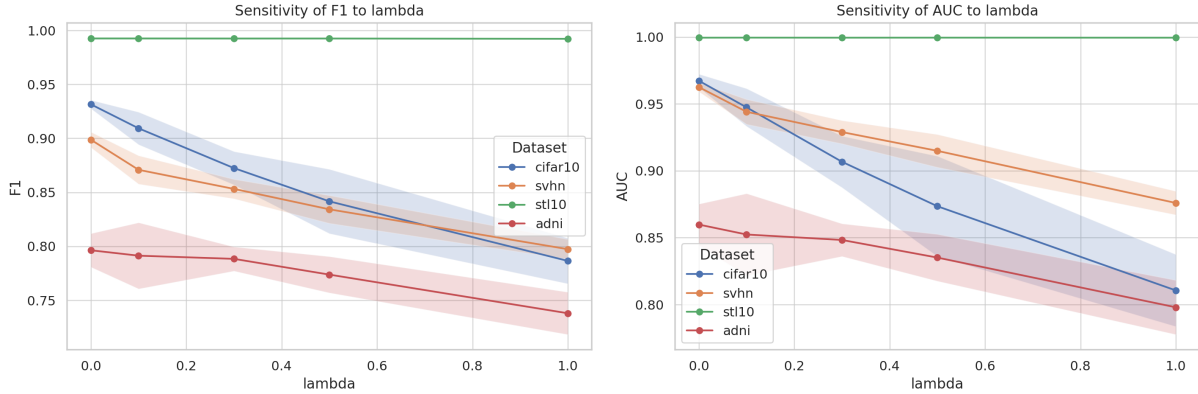 Sensitivity of F1 to lambda
1.00
0.95
0.90
0.85
0.80
0.75
F1
0.0
0.2
0.4
0.6
0.8
1.0
lambda
Dataset
cifar10
svhn
stl10
adni
Sensitivity of AUC to lambda
1.00
0.95
0.90
0.85
0.80
AUC
0.0
0.2
0.4
0.6
0.8
1.0
lambda
Dataset
cifar10
svhn
stl10
adni